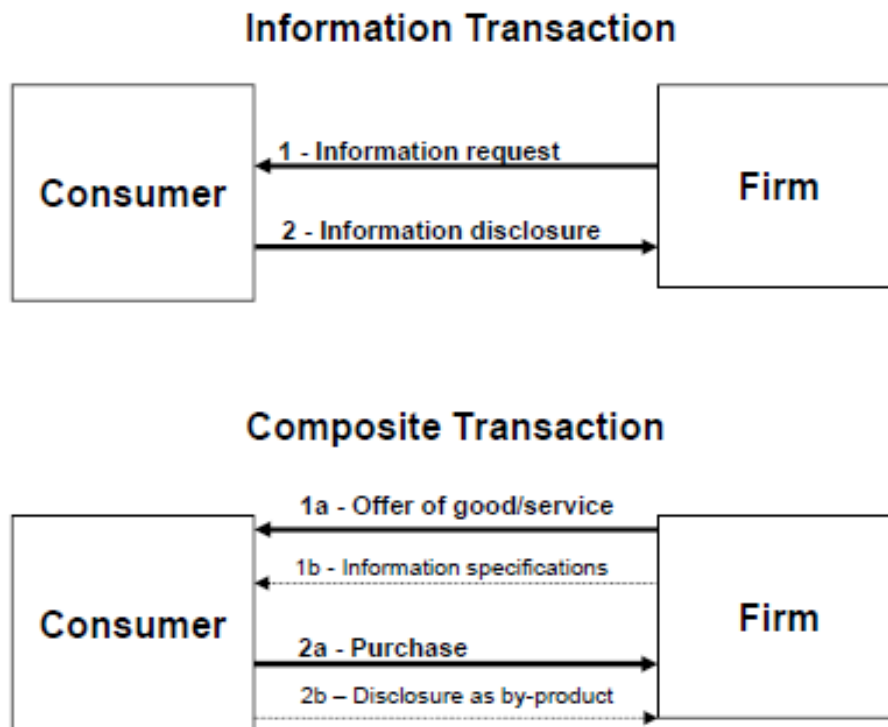 Information Transaction
1 - Information request
Consumer
Firm
2 - Information disclosure
Composite Transaction
1a - Offer of good/service
1b - Information specifications
Consumer
Firm
2a - Purchase
2b – Disclosure as by-product